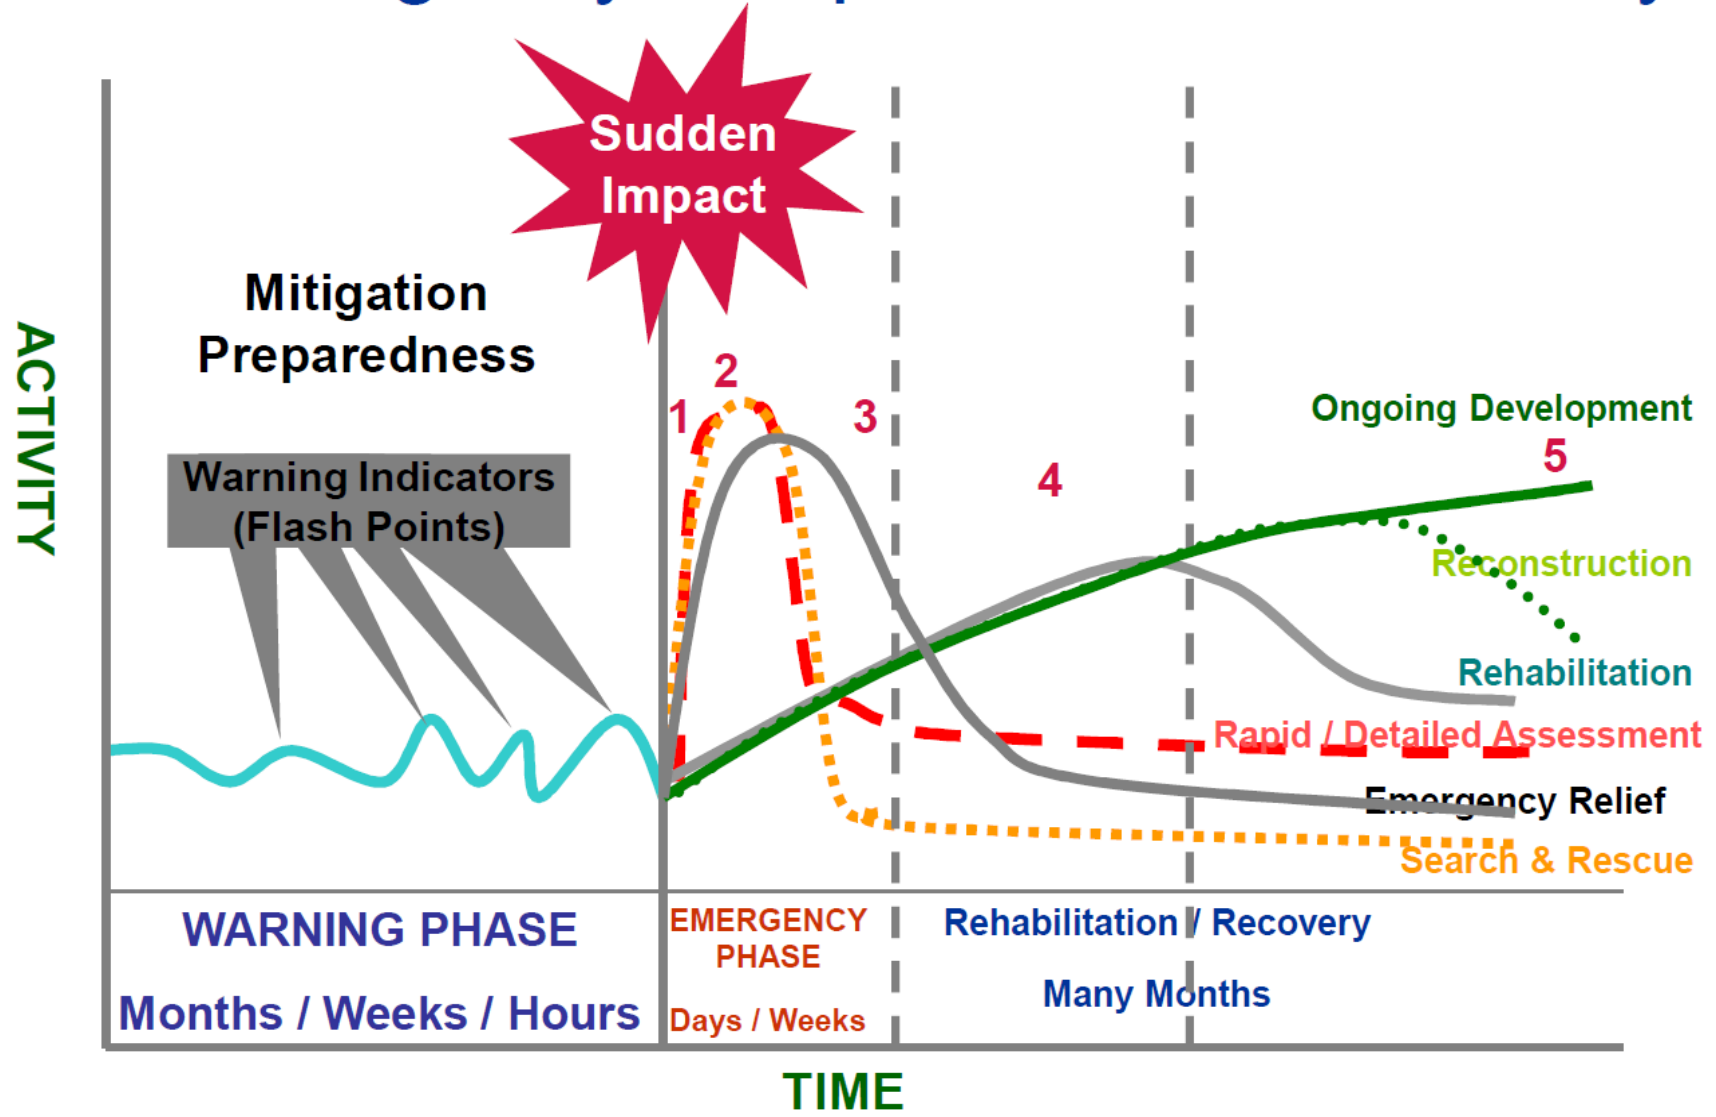 Sudden
Impact
Mitigation
Preparedness
ACTIVITY
Warning Indicators
(Flash Points)
1
2
3
4
Ongoing Development
5
Reconstruction
Rehabilitation
Rapid / Detailed Assessment
Emergency Relief
Search & Rescue
WARNING PHASE
Months / Weeks / Hours
EMERGENCY
PHASE
Days / Weeks
Rehabilitation / Recovery
Many Months
TIME